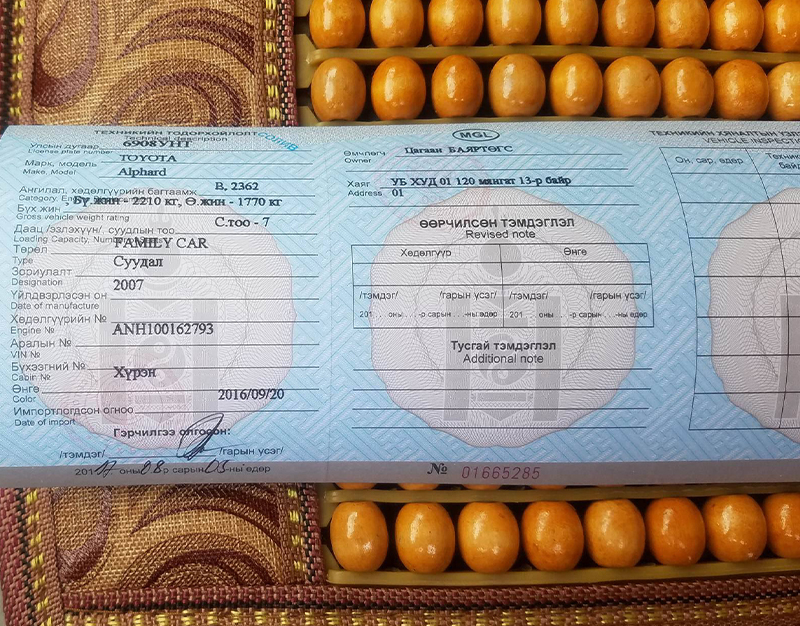 ТЕХНИКИЙН ТОДОРХОЙЛОЛТ
Technical description
Улсын дугаар 6908УНТ
License plate number
Марк, модель TOYOTA
Make, Model Alphard
Ангилал, хөдөлгүүрийн багтаамж В, 2362
Category,
Бүх жин Бү.жин - 2210 кг, Ө.жин - 1770 кг
Gross vehicle weight rating
Даац /зэлэхүүн/, суудлын тоо С.тоо - 7
Loading Capacity,
Төрөл FAMILY CAR
Type
Зориулалт Суудал
Designation
Үйлдвэрлэсэн он 2007
Date of manufacture
Хөдөлгүүрийн №
Engine №
Аралын № ANH100162793
VIN №
Бүхээгний №
Cabin №
Өнгө Хүрэн
Color
Импортлогдсон огноо 2016/09/20
Date of import
Гэрчилгээ олгосон:
/тэмдэг/ /гарын үсэг/
2017 оны 08 р сарын 03-ны өдөр
MGL
Өмчлөгч Цагаан БАЯРТӨГС
Owner
Хаяг УБ ХУД 01 120 мянгат 13-р байр
Address 01
ӨӨРЧИЛСӨН ТЭМДЭГЛЭЛ
Revised note
Хөдөлгүүр Өнгө
/тэмдэг/ /гарын үсэг/ /тэмдэг/ /гарын үсэг/
201... оны ... -р сарын ...-ны өдөр 201... оны ... -р сарын ...-ны өдөр
Тусгай тэмдэглэл
Additional note
№ 01665285
ТЕХНИКИЙН ХЯНАЛТЫН ҮЗЛ
VEHICLE INSPECT
Он, сар, өдөр